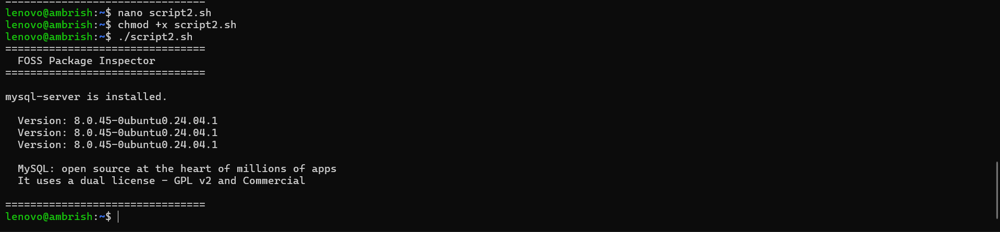 ================================
lenovo@ambrish:~$ nano script2.sh
lenovo@ambrish:~$ chmod +x script2.sh
lenovo@ambrish:~$ ./script2.sh
================================
  FOSS Package Inspector
================================

mysql-server is installed.

  Version: 8.0.45-0ubuntu0.24.04.1
  Version: 8.0.45-0ubuntu0.24.04.1
  Version: 8.0.45-0ubuntu0.24.04.1

  MySQL: open source at the heart of millions of apps
  It uses a dual license - GPL v2 and Commercial

================================
lenovo@ambrish:~$